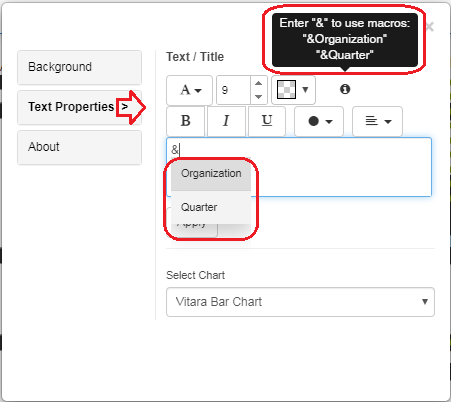 Enter "&" to use macros:
"&Organization"
"&Quarter"
×
Background
Text Properties >
About
Text / Title
A 9
B I U
&
Organization
Quarter
Apply
Select Chart
Vitara Bar Chart